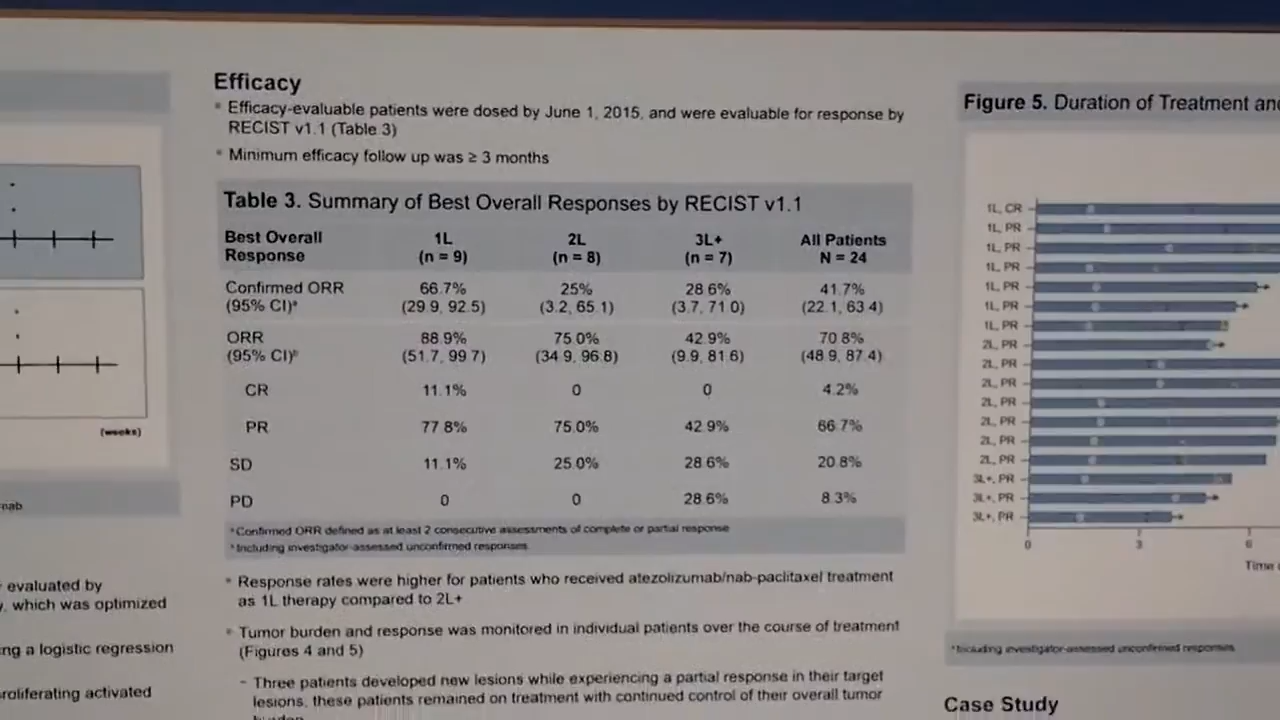 Efficacy
Efficacy-evaluable patients were dosed by June 1, 2015, and were evaluable for response by
RECIST v1.1 (Table 3)
Minimum efficacy follow up was ≥ 3 months
Table 3. Summary of Best Overall Responses by RECIST v1.1
Best Overall Response 1L (n = 9) 2L (n = 8) 3L+ (n = 7) All Patients N = 24
Confirmed ORR 66.7% 25% 28.6% 41.7%
(95% CI)ᵃ (29.9, 92.5) (3.2, 65.1) (3.7, 71.0) (22.1, 63.4)
ORR 88.9% 75.0% 42.9% 70.8%
(95% CI)ᵇ (51.7, 99.7) (34.9, 96.8) (9.9, 81.6) (48.9, 87.4)
CR 11.1% 0 0 4.2%
PR 77.8% 75.0% 42.9% 66.7%
SD 11.1% 25.0% 28.6% 20.8%
PD 0 0 28.6% 8.3%
ᵃ Confirmed ORR defined as at least 2 consecutive assessments of complete or partial response
ᵇ Including investigator-assessed unconfirmed responses.
Response rates were higher for patients who received atezolizumab/nab-paclitaxel treatment
as 1L therapy compared to 2L+
Tumor burden and response was monitored in individual patients over the course of treatment
(Figures 4 and 5)
– Three patients developed new lesions while experiencing a partial response in their target
lesions, these patients remained on treatment with continued control of their overall tumor
(weeks)
mab
evaluated by
, which was optimized
ng a logistic regression
proliferating activated
Figure 5. Duration of Treatment an
1L, CR
1L, PR
1L, PR
1L, PR
1L, PR
1L, PR
1L, PR
2L, PR
2L, PR
2L, PR
2L, PR
2L, PR
2L, PR
2L, PR
3L+, PR
3L+, PR
3L+, PR
0 3 6
Time
ᵃ Including investigator-assessed unconfirmed responses
Case Study